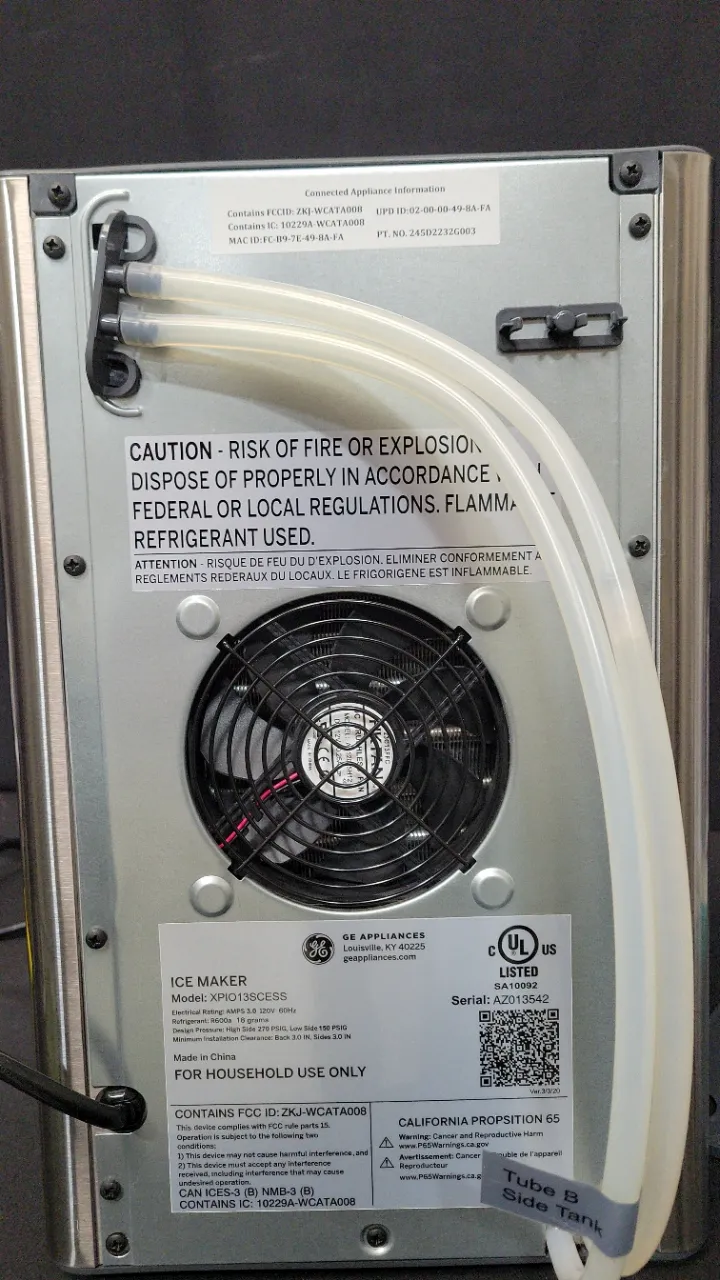 Connected Appliance Information
Contains FCCID: ZKJ-WCATA008 UPD ID:02-00-00-49-8A-FA
Contains IC: 10229A-WCATA008
MAC ID:FC-B9-7E-49-8A-FA PT. NO. 245D2232G003
CAUTION - RISK OF FIRE OR EXPLOSION
DISPOSE OF PROPERLY IN ACCORDANCE
FEDERAL OR LOCAL REGULATIONS. FLAMMA
REFRIGERANT USED.
ATTENTION - RISQUE DE FEU DU D'EXPLOSION. ELIMINER CONFORMEMENT A
REGLEMENTS REDERAUX DU LOCAUX. LE FRIGORIGENE EST INFLAMMABLE.
GE APPLIANCES
Louisville, KY 40225
geappliances.com
C UL US
LISTED
SA10092
ICE MAKER
Model: XPIO13SCESS
Serial: AZ013542
Electrical Rating: AMPS 3.0 120V 60Hz
Refrigerant: R600a 18 grams
Design Pressure: High Side 270 PSIG, Low Side 150 PSIG
Minimum Installation Clearance: Back 3.0 IN, Sides 3.0 IN
Made in China
FOR HOUSEHOLD USE ONLY
Ver.3/3/20
CONTAINS FCC ID: ZKJ-WCATA008
This device complies with FCC rule parts 15.
Operation is subject to the following two
conditions:
1) This device may not cause harmful interference, and
2) This device must accept any interference
received, including interference that may cause
undesired operation.
CAN ICES-3 (B) NMB-3 (B)
CONTAINS IC: 10229A-WCATA008
CALIFORNIA PROPSITION 65
Warning: Cancer and Reproductive Harm
www.P65Warnings.ca.gov
Avertissement: Cancer de l'appareil
Reproducteur
www.P65Warnings.ca.g
Tube B
Side Tank